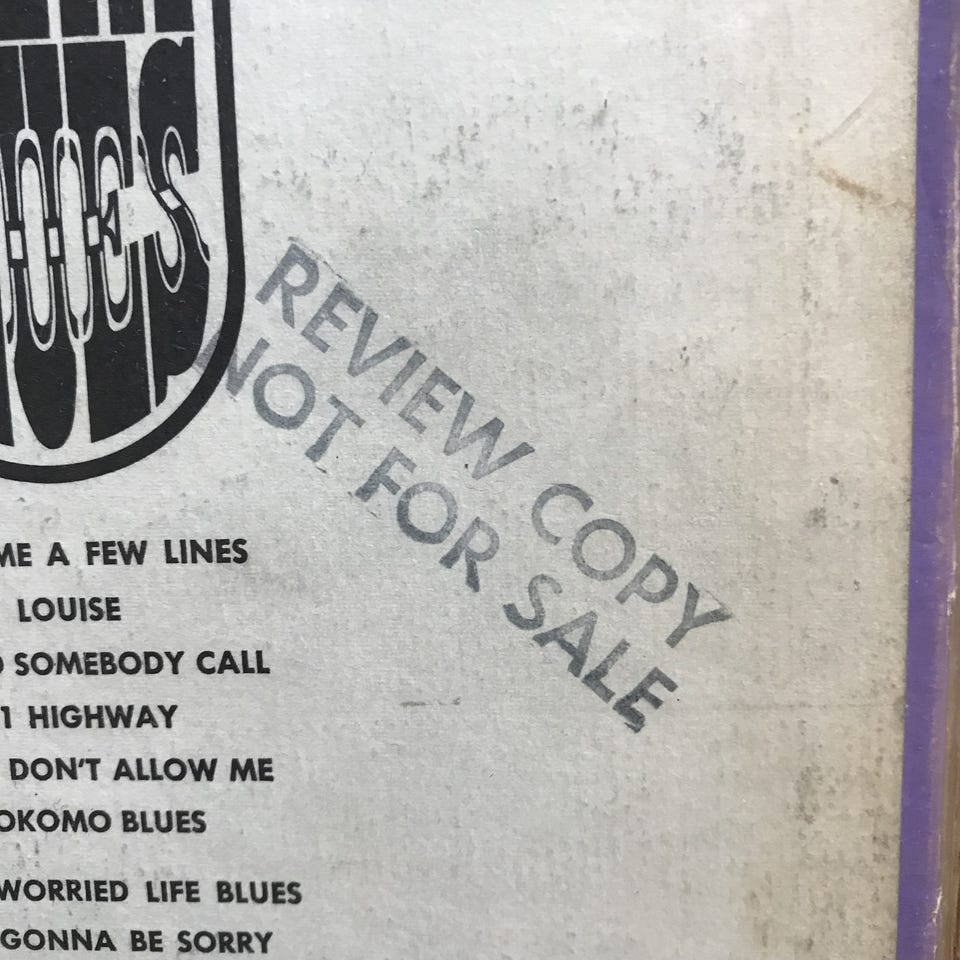 REVIEW COPY
NOT FOR SALE
ME A FEW LINES
LOUISE
SOMEBODY CALL
1 HIGHWAY
DON'T ALLOW ME
OKOMO BLUES
WORRIED LIFE BLUES
GONNA BE SORRY